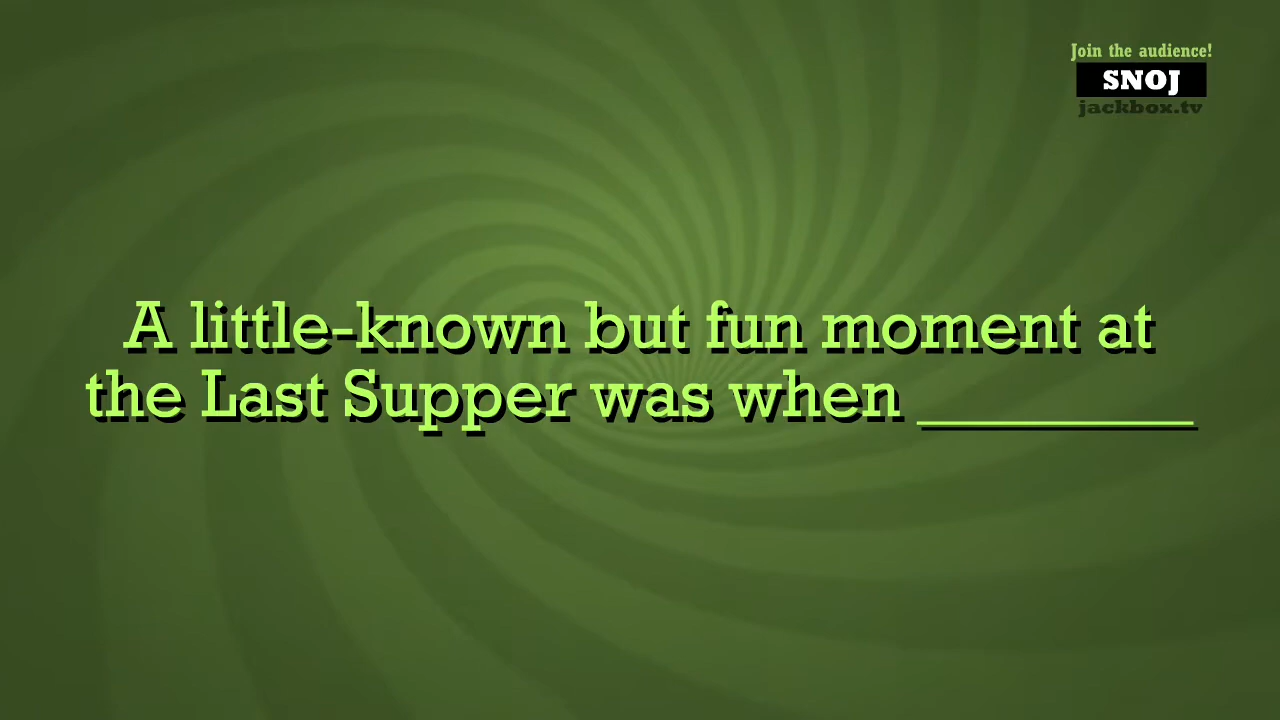 Join the audience!
SNOJ
jackbox.tv
A little-known but fun moment at
the Last Supper was when ________